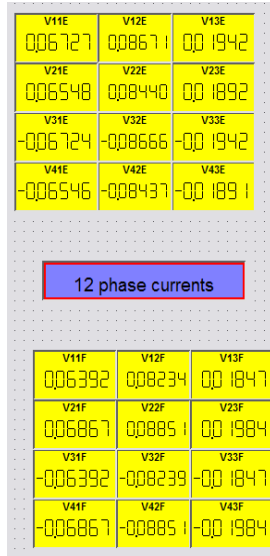 V11E V12E V13E
0,06727 0,08671 0,01942
V21E V22E V23E
0,06548 0,08440 0,01892
V31E V32E V33E
-0,06724 -0,08666 -0,01942
V41E V42E V43E
-0,06546 -0,08437 -0,01891
12 phase currents
V11F V12F V13F
0,06392 0,08234 0,01847
V21F V22F V23F
0,06867 0,08851 0,01984
V31F V32F V33F
-0,06392 -0,08239 -0,01847
V41F V42F V43F
-0,06867 -0,08851 -0,01984